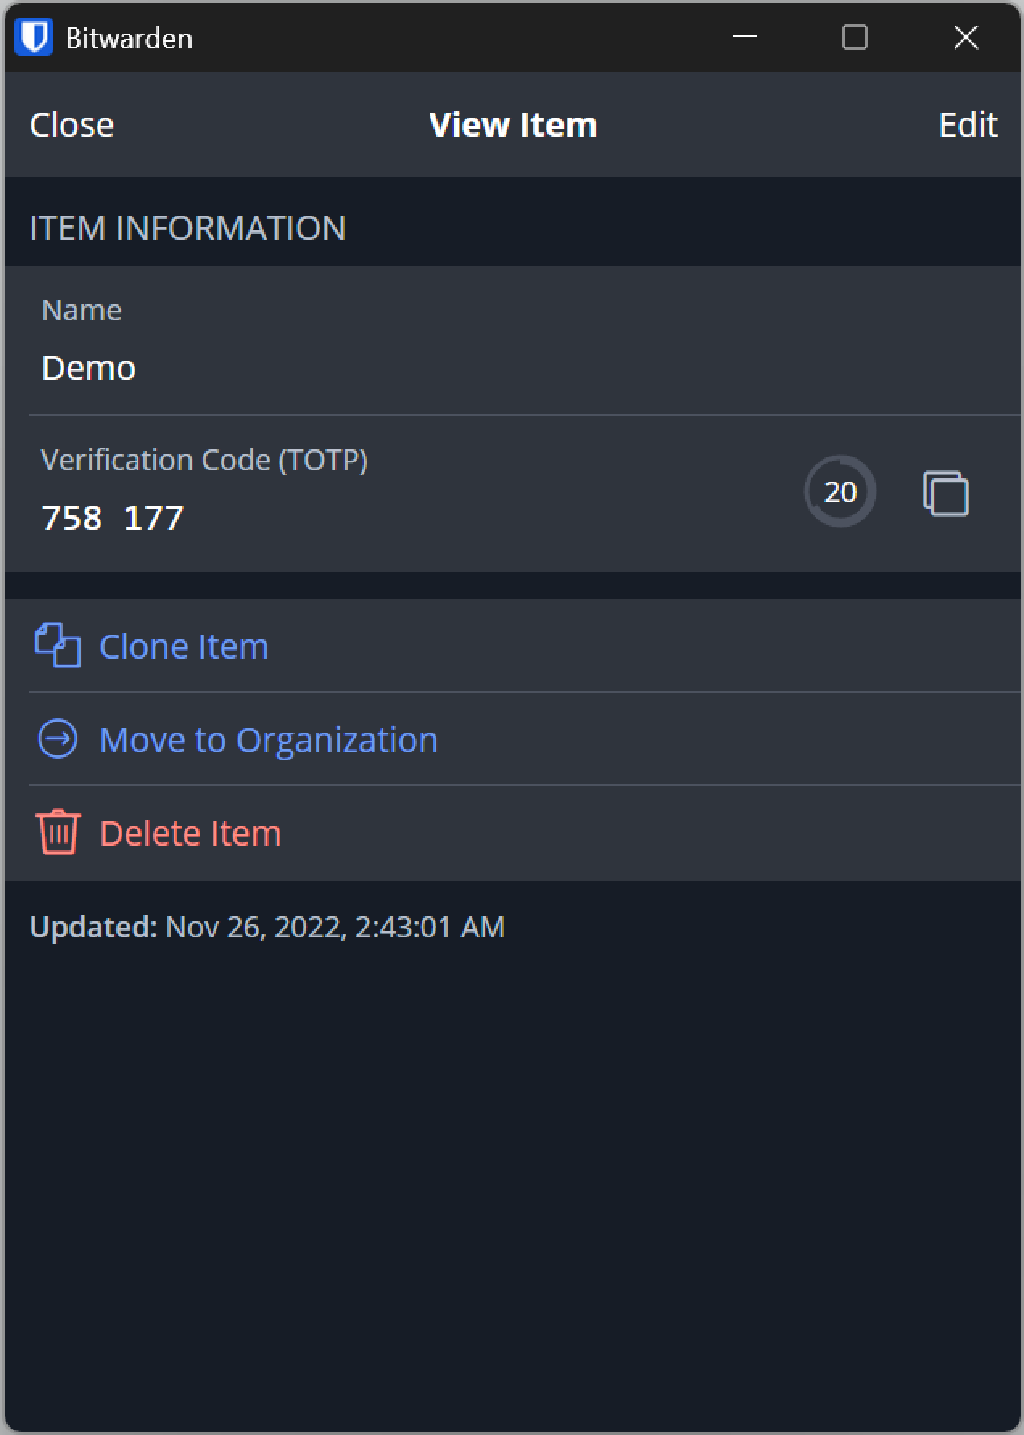 Bitwarden
Close View Item Edit
ITEM INFORMATION
Name
Demo
Verification Code (TOTP)
758 177
20
Clone Item
Move to Organization
Delete Item
Updated: Nov 26, 2022, 2:43:01 AM